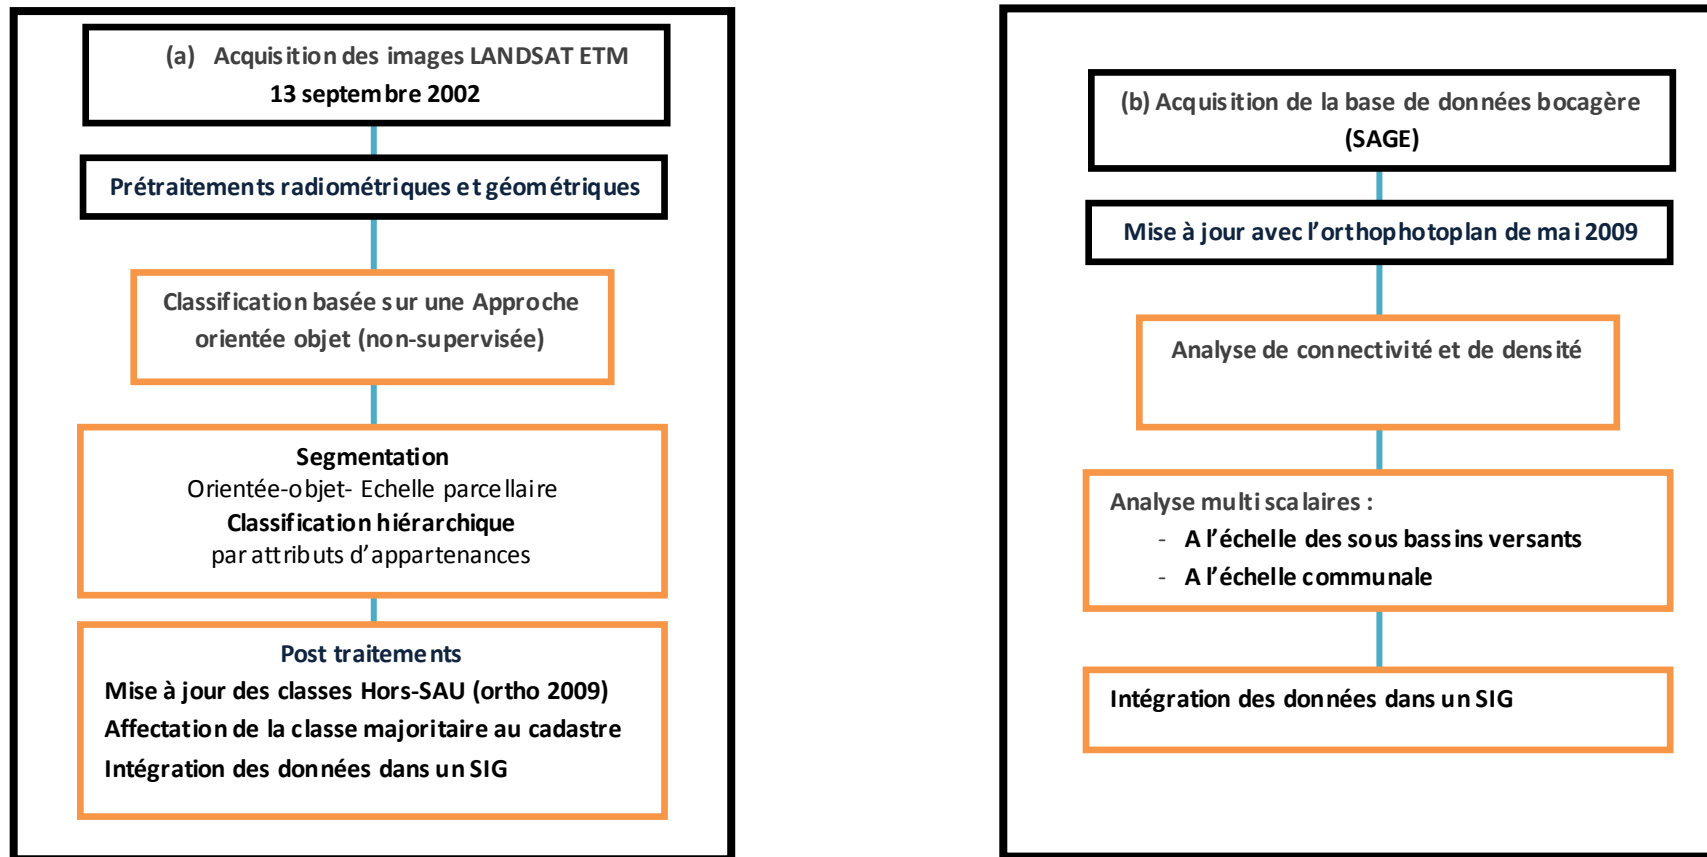 (a) Acquisition des images LANDSAT ETM
13 septembre 2002
Prétraitements radiométriques et géométriques
Classification basée sur une Approche
orientée objet (non-supervisée)
Segmentation
Orientée-objet- Echelle parcellaire
Classification hiérarchique
par attributs d'appartenances
Post traitements
Mise à jour des classes Hors-SAU (ortho 2009)
Affectation de la classe majoritaire au cadastre
Intégration des données dans un SIG
(b) Acquisition de la base de données bocagère
(SAGE)
Mise à jour avec l'orthophotoplan de mai 2009
Analyse de connectivité et de densité
Analyse multi scalaires :
- A l'échelle des sous bassins versants
- A l'échelle communale
Intégration des données dans un SIG